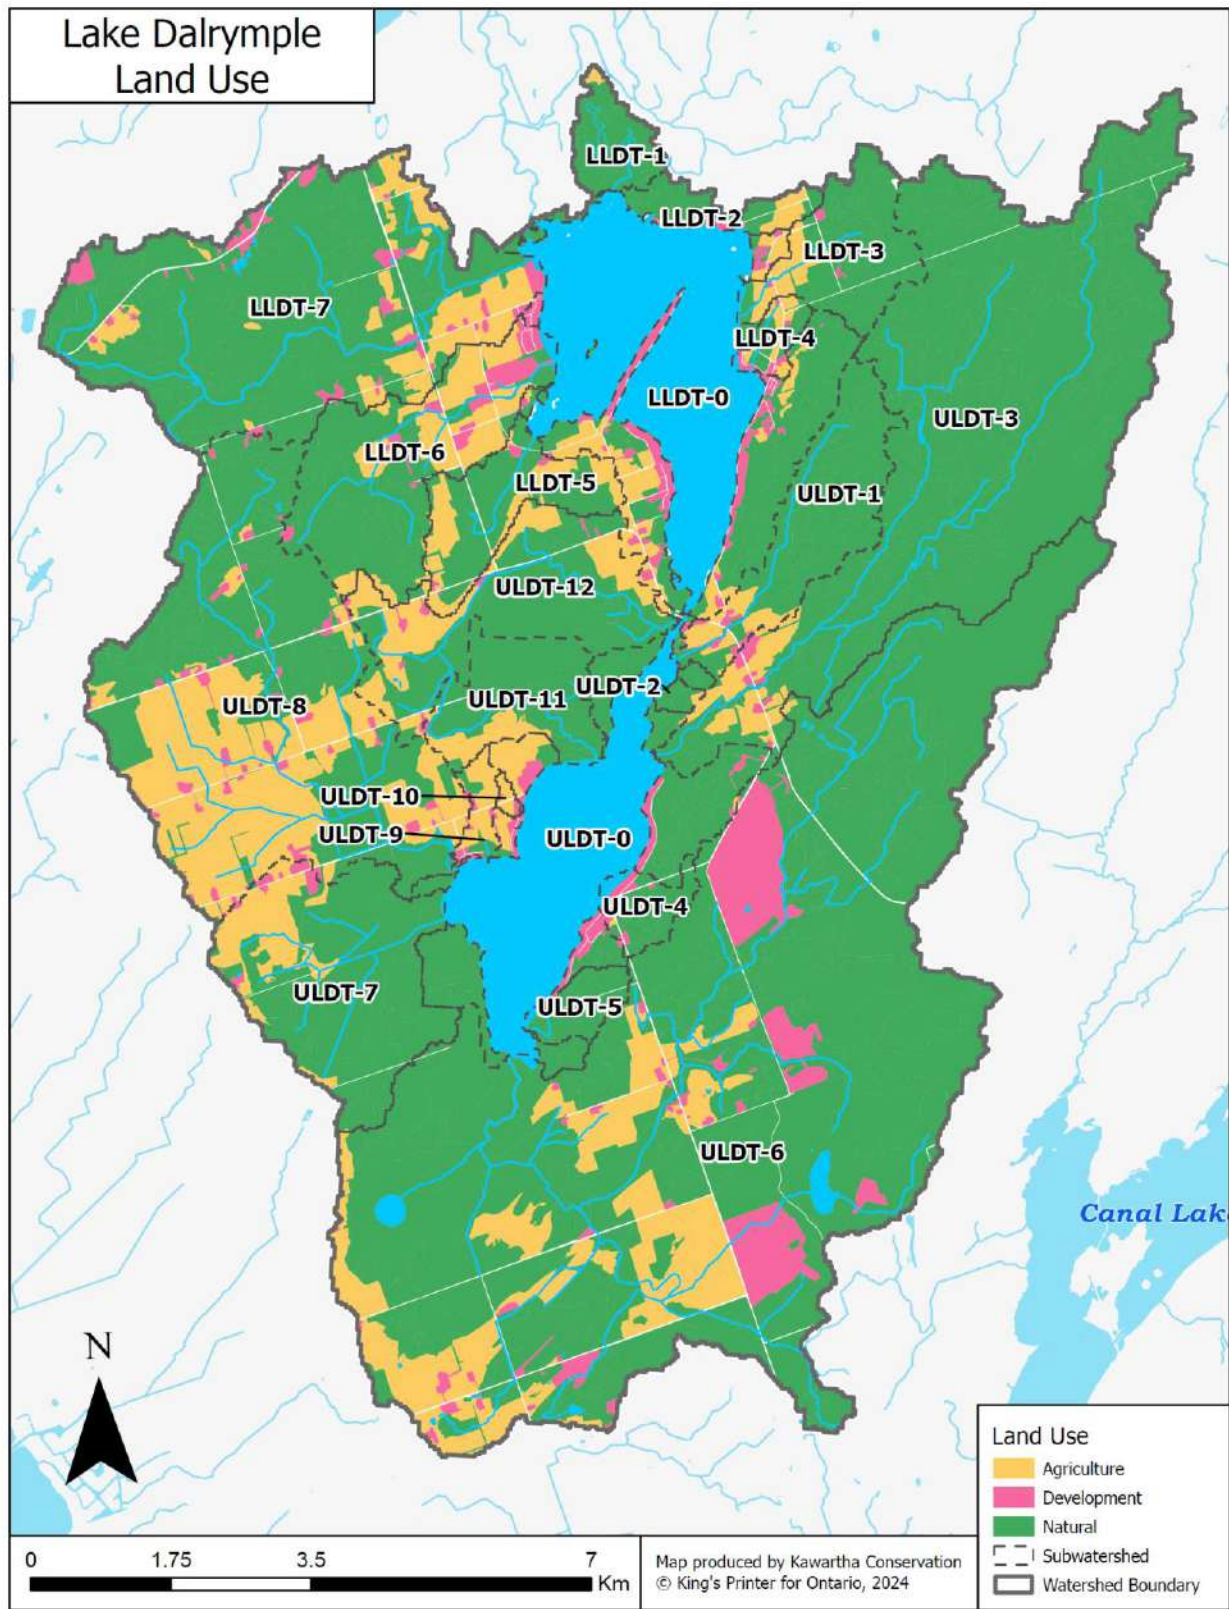 Lake Dalrymple
Land Use
LLDT-1
LLDT-2
LLDT-3
LLDT-7
LLDT-4
LLDT-0
ULDT-3
LLDT-6
LLDT-5
ULDT-1
ULDT-12
ULDT-2
ULDT-11
ULDT-8
ULDT-10
ULDT-9
ULDT-0
ULDT-4
ULDT-7
ULDT-5
ULDT-6
Canal Lak
N
Land Use
Agriculture
Development
Natural
Subwatershed
Watershed Boundary
0 1.75 3.5 7
Km
Map produced by Kawartha Conservation
© King's Printer for Ontario, 2024